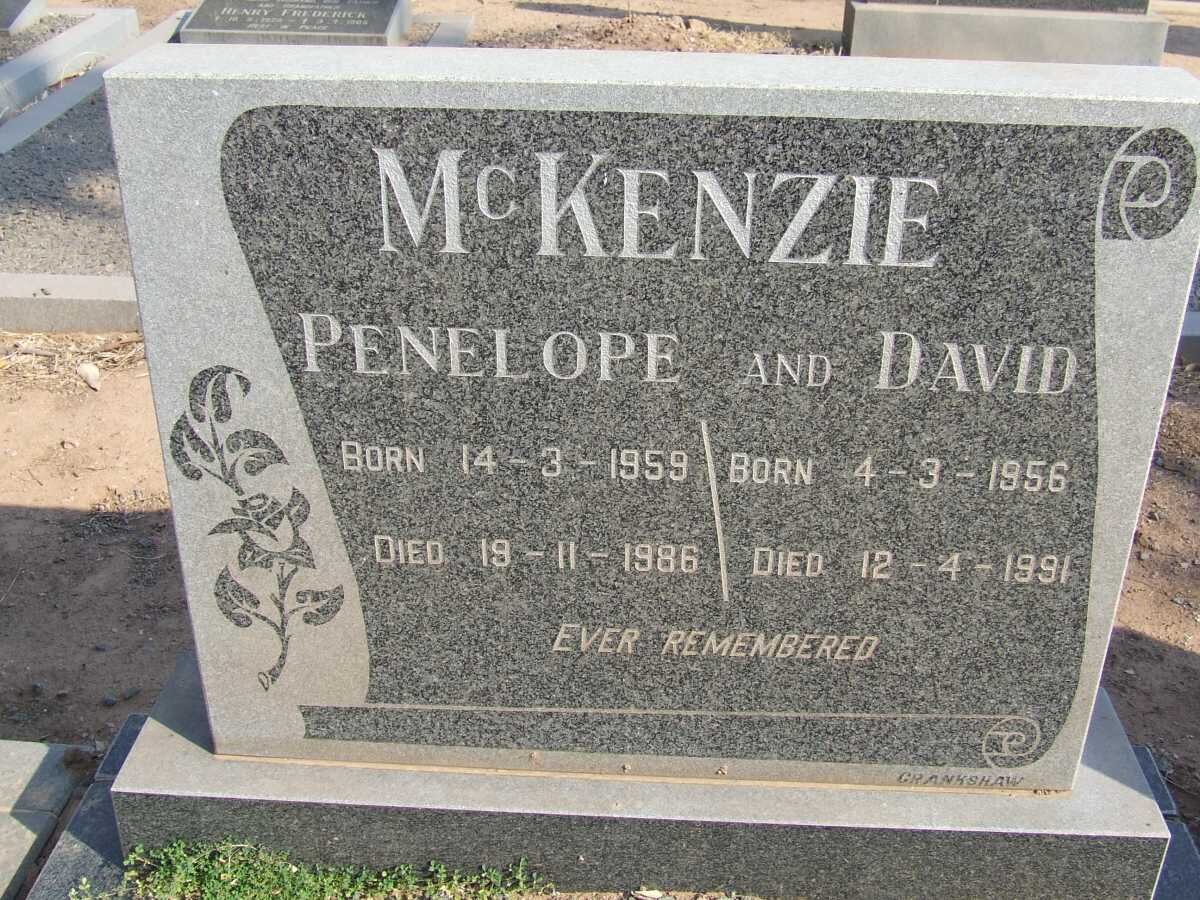 HENRY FREDERICK
McKENZIE
PENELOPE AND DAVID
BORN 14-3-1959 BORN 4-3-1956
DIED 19-11-1986 DIED 12-4-1991
EVER REMEMBERED
CRANKSHAW